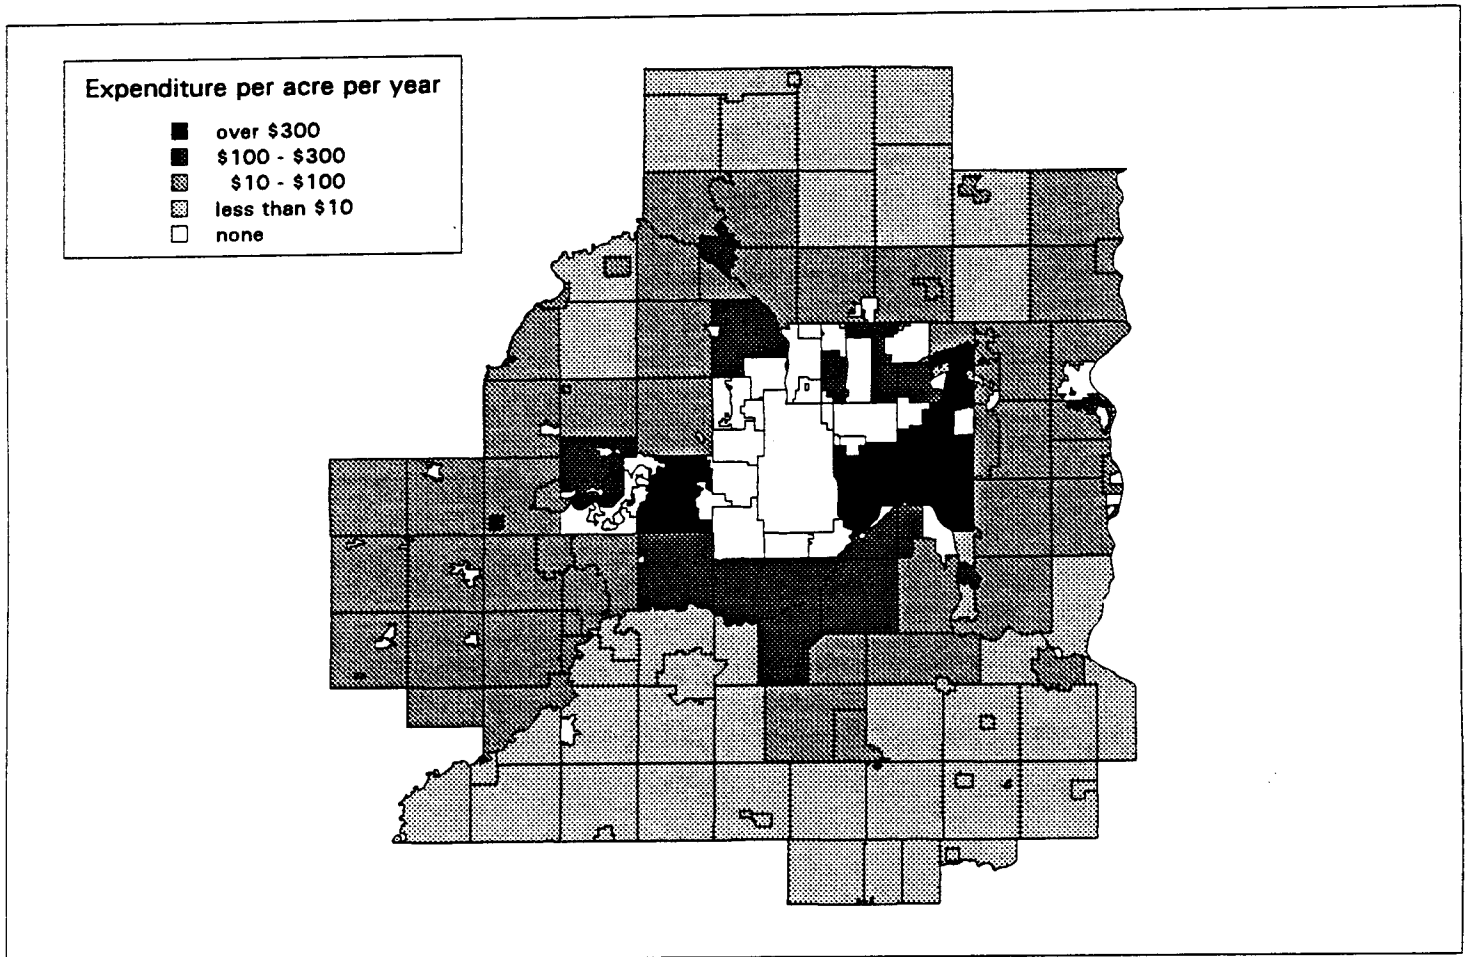 Expenditure per acre per year
over $300
$100 - $300
$10 - $100
less than $10
none